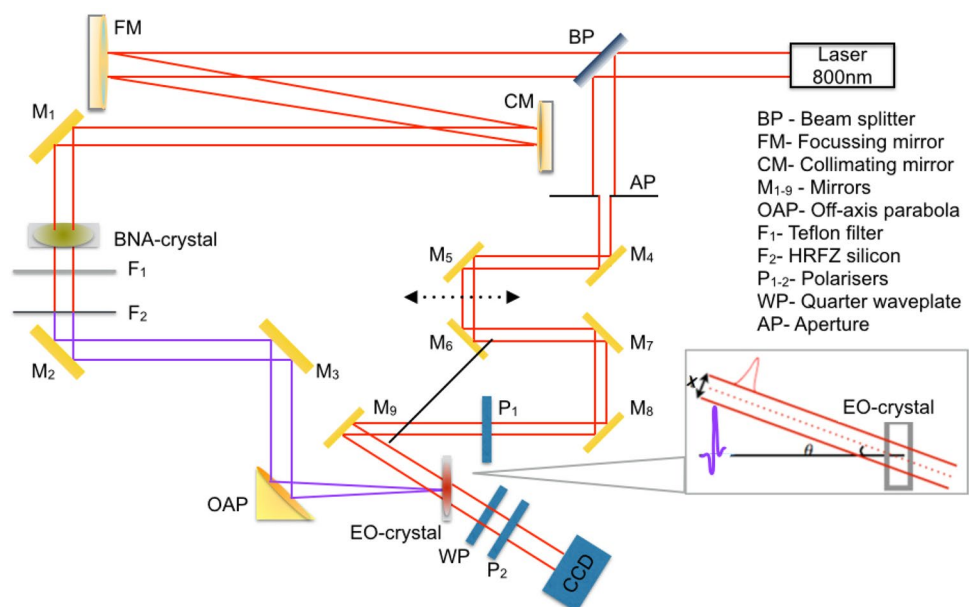 FM
BP
Laser
800nm
CM
M1
AP
BP - Beam splitter
FM- Focussing mirror
CM- Collimating mirror
M1-9 - Mirrors
OAP- Off-axis parabola
F1- Teflon filter
F2- HRFZ silicon
P1-2- Polarisers
WP- Quarter waveplate
AP- Aperture
BNA-crystal
F1
F2
M5
M4
M6
M7
M2
M3
M9
P1
M8
OAP
EO-crystal
WP
P2
CCD
X
EO-crystal
θ